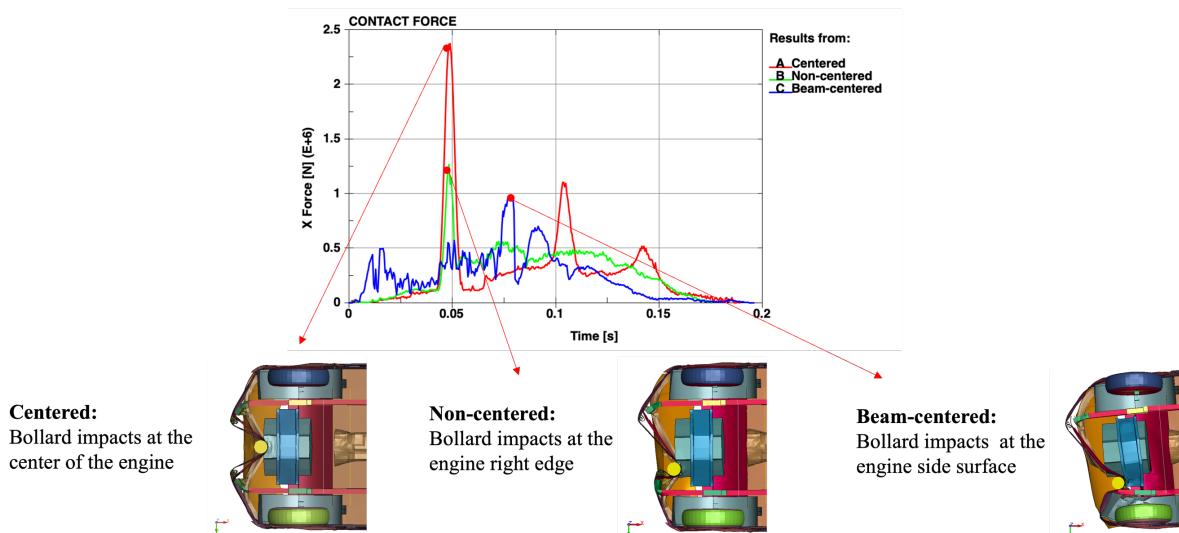 CONTACT FORCE
Results from:
A Centered
B Non-centered
C Beam-centered
X Force [N] (E+6)
2.5
2
1.5
1
0.5
0
0 0.05 0.1 0.15 0.2
Time [s]
Centered:
Bollard impacts at the
center of the engine
Non-centered:
Bollard impacts at the
engine right edge
Beam-centered:
Bollard impacts at the
engine side surface